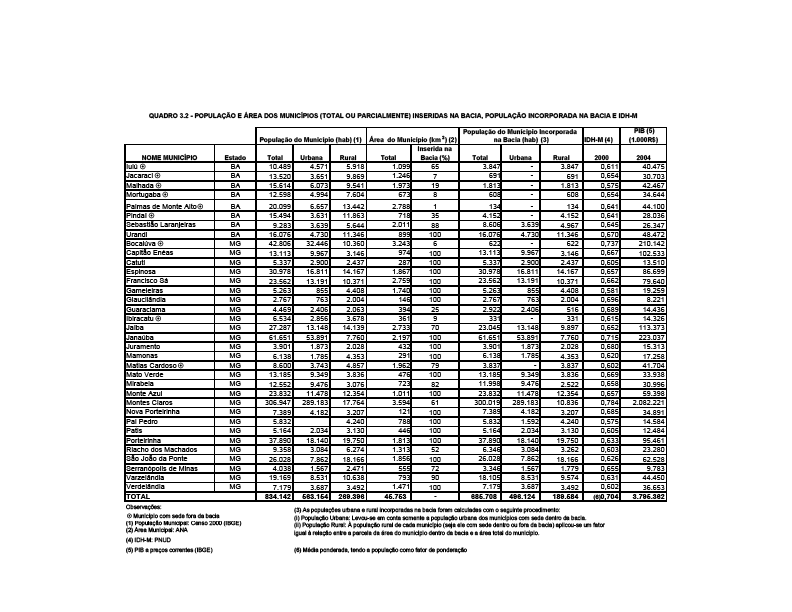 QUADRO 3.2 - POPULAÇÃO E ÁREA DOS MUNICÍPIOS (TOTAL OU PARCIALMENTE) INSERIDAS NA BACIA, POPULAÇÃO INCORPORADA NA BACIA E IDH-M
População do Município (hab) (1) Área do Município (km²) (2) População do Município Incorporada na Bacia (hab) (3) IDH-M (4) PIB (5) (1.000R$)
NOME MUNICÍPIO Estado Total Urbana Rural Total Inserida na Bacia (%) Total Urbana Rural 2000 2004
Iuiú ⊙ BA 10.489 4.571 5.918 1.099 65 3.847 - 3.847 0,611 40.475
Jacaraci ⊙ BA 13.520 3.651 9.869 1.246 7 691 - 691 0,654 30.703
Malhada ⊙ BA 15.614 6.073 9.541 1.973 19 1.813 - 1.813 0,575 42.467
Mortugaba ⊙ BA 12.598 4.994 7.604 673 8 608 - 608 0,654 34.644
Palmas de Monte Alto⊙ BA 20.099 6.657 13.442 2.788 1 134 - 134 0,641 44.100
Pindaí ⊙ BA 15.494 3.631 11.863 718 35 4.152 - 4.152 0,641 28.036
Sebastião Laranjeiras BA 9.283 3.639 5.644 2.011 88 8.606 3.639 4.967 0,645 26.347
Urandi BA 16.076 4.730 11.346 899 100 16.076 4.730 11.346 0,670 48.472
Bocaiúva ⊙ MG 42.806 32.446 10.360 3.243 6 622 - 622 0,737 210.142
Capitão Enéas MG 13.113 9.967 3.146 974 100 13.113 9.967 3.146 0,667 102.533
Catuti MG 5.337 2.900 2.437 287 100 5.337 2.900 2.437 0,605 13.510
Espinosa MG 30.978 16.811 14.167 1.867 100 30.978 16.811 14.167 0,657 86.699
Francisco Sá MG 23.562 13.191 10.371 2.759 100 23.562 13.191 10.371 0,662 79.640
Gameleiras MG 5.263 855 4.408 1.740 100 5.263 855 4.408 0,581 19.259
Glaucilândia MG 2.767 763 2.004 146 100 2.767 763 2.004 0,696 8.221
Guaraciama MG 4.469 2.406 2.063 394 25 2.922 2.406 516 0,689 14.436
Ibiracatu ⊙ MG 6.534 2.856 3.678 361 9 331 - 331 0,615 14.326
Jaíba MG 27.287 13.148 14.139 2.733 70 23.045 13.148 9.897 0,652 113.373
Janaúba MG 61.651 53.891 7.760 2.197 100 61.651 53.891 7.760 0,715 223.037
Juramento MG 3.901 1.873 2.028 432 100 3.901 1.873 2.028 0,680 15.313
Mamonas MG 6.138 1.785 4.353 291 100 6.138 1.785 4.353 0,620 17.258
Matias Cardoso⊙ MG 8.600 3.743 4.857 1.962 79 3.837 - 3.837 0,602 41.704
Mato Verde MG 13.185 9.349 3.836 476 100 13.185 9.349 3.836 0,669 33.938
Mirabela MG 12.552 9.476 3.076 723 82 11.998 9.476 2.522 0,658 30.996
Monte Azul MG 23.832 11.478 12.354 1.011 100 23.832 11.478 12.354 0,657 59.398
Montes Claros MG 306.947 289.183 17.764 3.594 61 300.019 289.183 10.836 0,784 2.082.221
Nova Porteirinha MG 7.389 4.182 3.207 121 100 7.389 4.182 3.207 0,685 34.891
Pai Pedro MG 5.832 4.240 788 100 5.832 1.592 4.240 0,575 14.584
Patis MG 5.164 2.034 3.130 446 100 5.164 2.034 3.130 0,605 12.484
Porteirinha MG 37.890 18.140 19.750 1.813 100 37.890 18.140 19.750 0,633 95.461
Riacho dos Machados MG 9.358 3.084 6.274 1.313 52 6.346 3.084 3.262 0,603 23.280
São João da Ponte MG 26.028 7.862 18.166 1.856 100 26.028 7.862 18.166 0,626 62.528
Serranópolis de Minas MG 4.038 1.567 2.471 555 72 3.346 1.567 1.779 0,655 9.783
Varzelândia MG 19.169 8.531 10.638 793 90 18.105 8.531 9.574 0,631 44.450
Verdelândia MG 7.179 3.687 3.492 1.471 100 7.179 3.687 3.492 0,602 36.653
TOTAL 834.142 563.154 269.396 45.753 - 685.708 496.124 189.584 (6)0,704 3.796.362
Observações:
⊙ Município com sede fora da bacia
(1) População Municipal: Censo 2000 (IBGE)
(2) Área Municipal: ANA
(4) IDH-M: PNUD
(5) PIB a preços correntes (IBGE)
(3) As populações urbana e rural incorporadas na bacia foram calculadas com o seguinte procedimento:
(i) População Urbana: Levou-se em conta somente a população urbana dos municípios com sede dentro da bacia.
(ii) População Rural: À população rural de cada município (seja ele com sede dentro ou fora da bacia) aplicou-se um fator
igual à relação entre a parcela da área do município dentro da bacia e a área total do município.
(6) Média ponderada, tendo a população como fator de ponderação